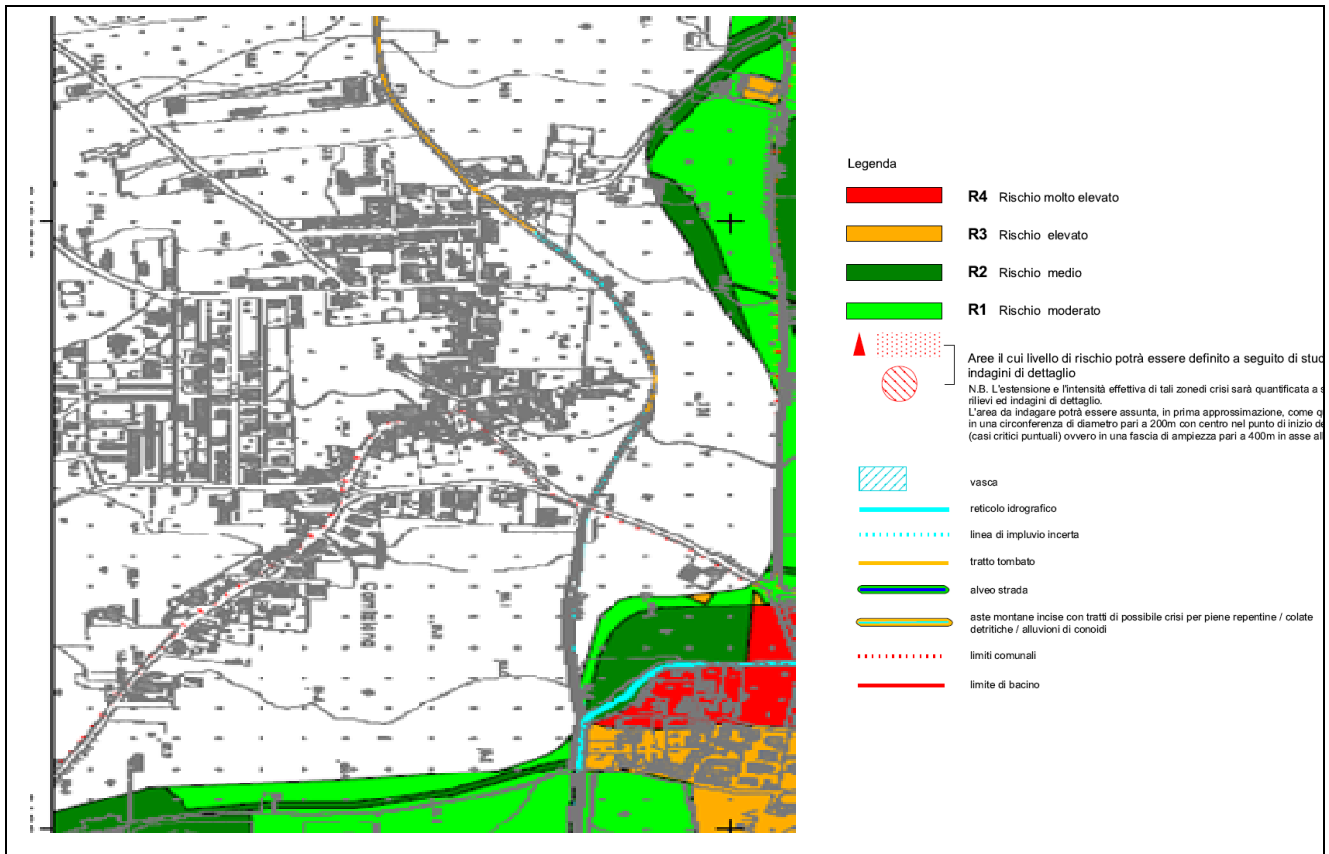 Legenda
R4 Rischio molto elevato
R3 Rischio elevato
R2 Rischio medio
R1 Rischio moderato
Aree il cui livello di rischio potrà essere definito a seguito di
indagini di dettaglio
N.B. L'estensione e l'intensità effettiva di tali zonedi crisi sarà quantificata a
rilievi ed indagini di dettaglio.
L'area da indagare potrà essere assunta, in prima approssimazione, come
in una circonferenza di diametro pari a 200m con centro nel punto di inizio
(casi critici puntuali) ovvero in una fascia di ampiezza pari a 400m in asse
vasca
reticolo idrografico
linea di impluvio incerta
tratto tombato
alveo strada
aste montane incise con tratti di possibile crisi per piene repentine / colate
detritiche / alluvioni di conoidi
limiti comunali
limite di bacino